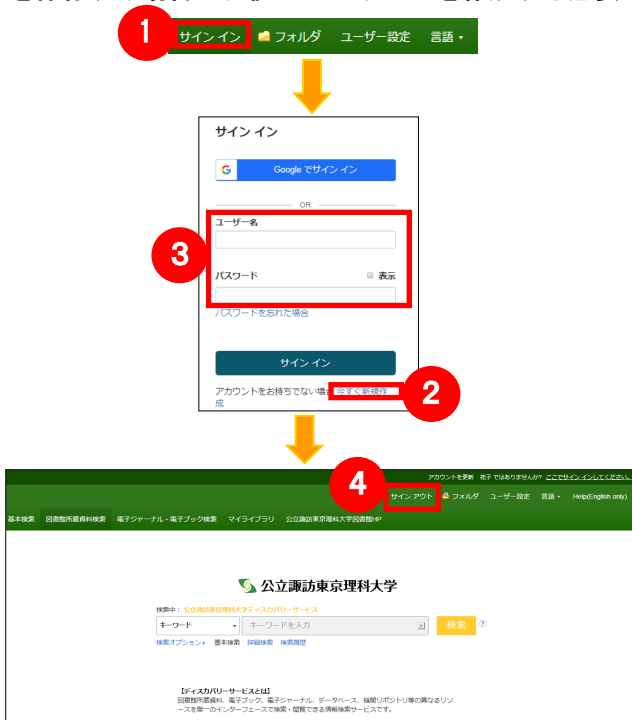 1
サイン イン フォルダ ユーザー設定 言語
サイン イン
G Google でサイン イン
OR
ユーザー名
3
パスワード 表示
パスワードを忘れた場合
サイン イン
アカウントをお持ちでない場合 今すぐ新規作
成
2
4
アカウントを更新 花子 ではありませんか? ここでサイン インしてください。
サイン アウト フォルダ ユーザー設定 言語 Help(English only)
基本検索 図書館所蔵資料検索 電子ジャーナル・電子ブック検索 マイライブラリ 公立諏訪東京理科大学図書館HP
公立諏訪東京理科大学
検索中: 公立諏訪東京理科大学ディスカバリーサービス
キーワード キーワードを入力 検索 ?
検索オプション 基本検索 詳細検索 検索履歴
【ディスカバリーサービスとは】
図書館所蔵資料、電子ブック、電子ジャーナル、データベース、機関リポジトリ等の異なるリソ
ースを単一のインターフェースで検索・閲覧できる情報検索サービスです。